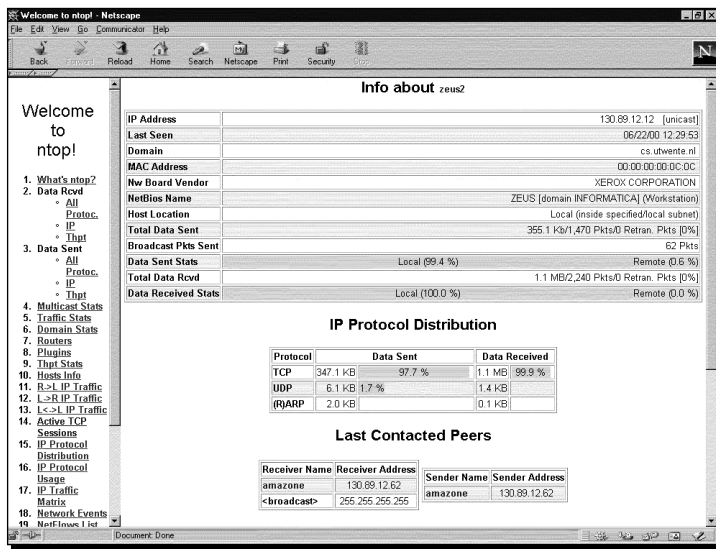 Welcome to ntop! - Netscape
File Edit View Go Communicator Help
Back Forward Reload Home Search Netscape Print Security Stop
N
Welcome to ntop!
1. What's ntop?
2. Data Rcvd
All Protoc.
IP
Thpt
3. Data Sent
All Protoc.
IP
Thpt
4. Multicast Stats
5. Traffic Stats
6. Domain Stats
7. Routers
8. Plugins
9. Thpt Stats
10. Hosts Info
11. R->L IP Traffic
12. L->R IP Traffic
13. L<->L IP Traffic
14. Active TCP Sessions
15. IP Protocol Distribution
16. IP Protocol Usage
17. IP Traffic Matrix
18. Network Events
19. NetFlows List
Info about zeus2
IP Address 130.89.12.12 [unicast]
Last Seen 06/22/00 12:29:53
Domain cs.utwente.nl
MAC Address 00:00:00:00:0C:0C
Nw Board Vendor XEROX CORPORATION
NetBios Name ZEUS [domain INFORMATICA] (Workstation)
Host Location Local (inside specified/local subnet)
Total Data Sent 355.1 Kb/1,470 Pkts/0 Retran. Pkts [0%]
Broadcast Pkts Sent 62 Pkts
Data Sent Stats Local (99.4 %) Remote (0.6 %)
Total Data Rcvd 1.1 MB/2,240 Pkts/0 Retran. Pkts [0%]
Data Received Stats Local (100.0 %) Remote (0.0 %)
IP Protocol Distribution
Protocol Data Sent Data Received
TCP 347.1 KB 97.7 % 1.1 MB 99.9 %
UDP 6.1 KB 1.7 % 1.4 KB
(R)ARP 2.0 KB 0.1 KB
Last Contacted Peers
Receiver Name Receiver Address
amazone 130.89.12.62
<broadcast> 255.255.255.255
Sender Name Sender Address
amazone 130.89.12.62
Document: Done